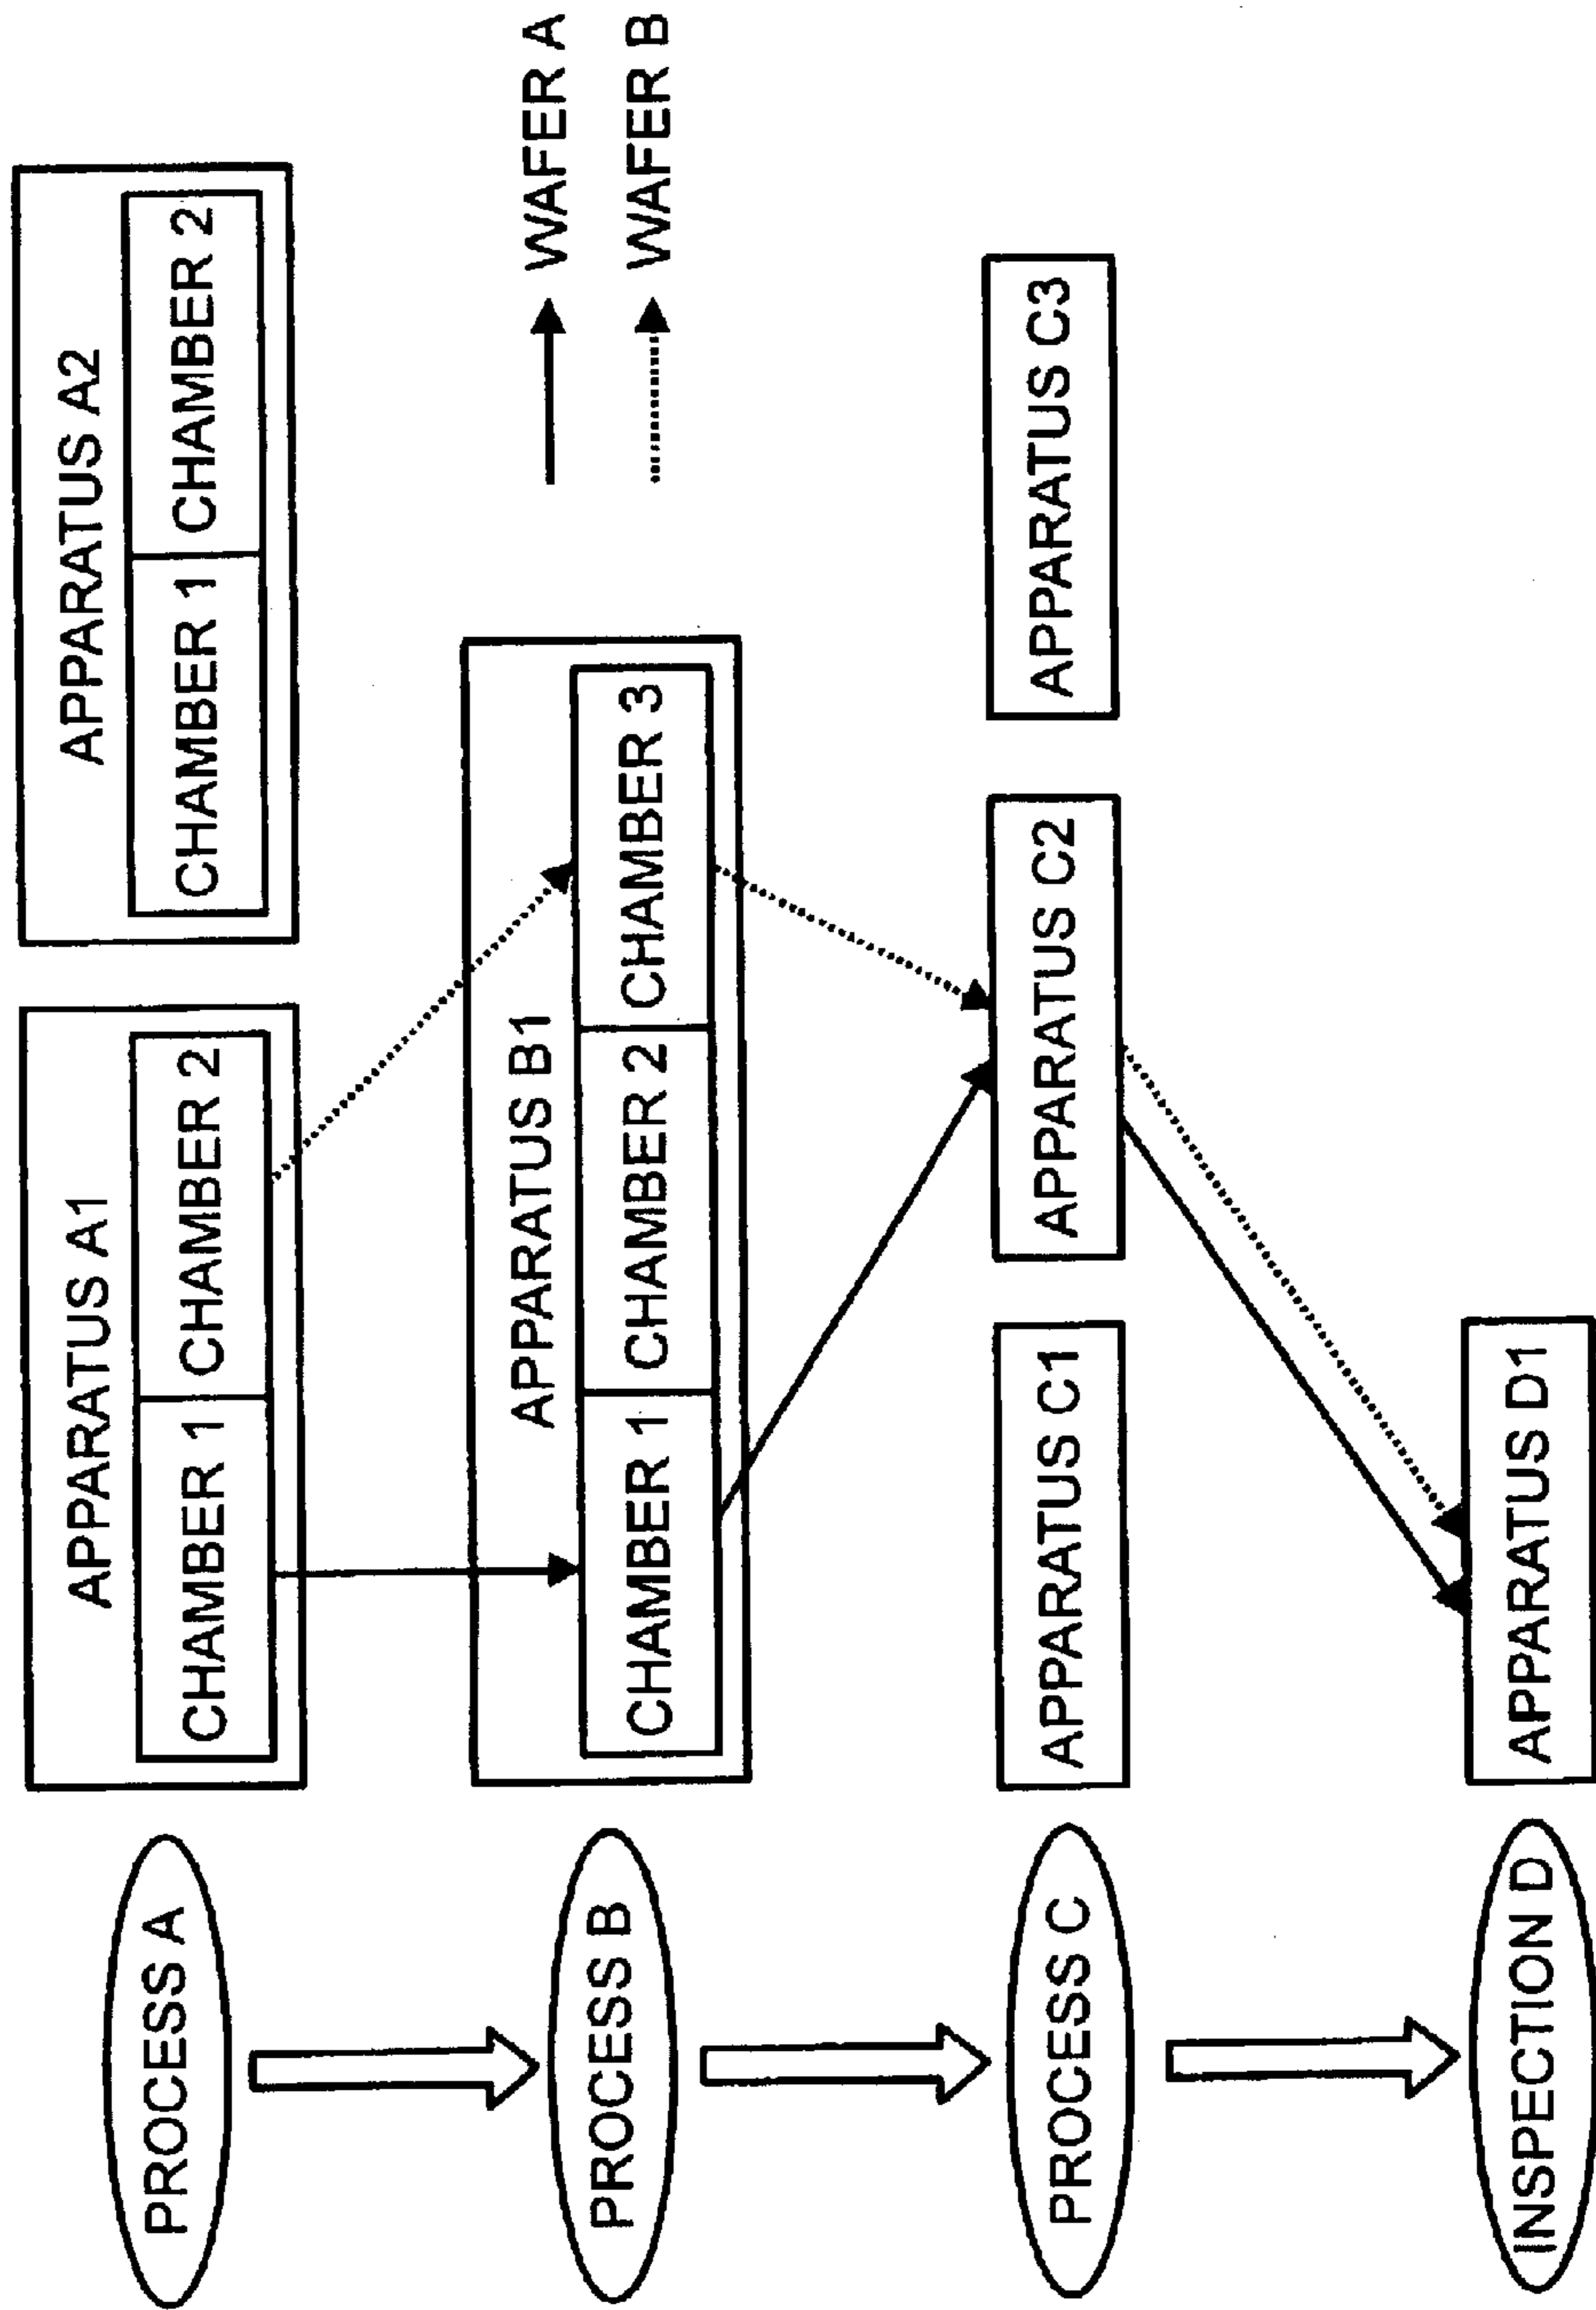 PROCESS A
APPARATUS A1
CHAMBER 1
CHAMBER 2
APPARATUS A2
CHAMBER 1
CHAMBER 2
PROCESS B
APPARATUS B1
CHAMBER 1
CHAMBER 2
CHAMBER 3
WAFER A
WAFER B
PROCESS C
APPARATUS C1
APPARATUS C2
APPARATUS C3
INSPECTION D
APPARATUS D1